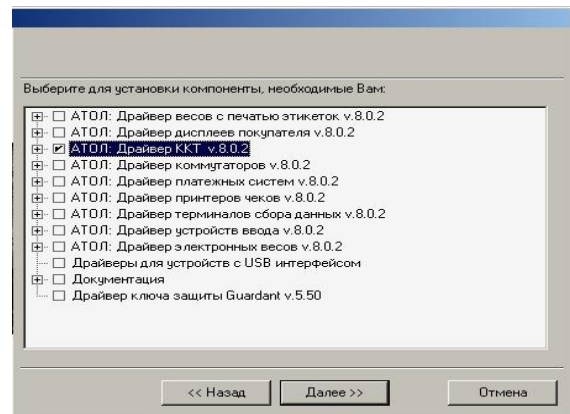 Выберите для установки компоненты, необходимые Вам:
АТОЛ: Драйвер весов с печатью этикеток v.8.0.2
АТОЛ: Драйвер дисплеев покупателя v.8.0.2
АТОЛ: Драйвер ККТ v.8.0.2
АТОЛ: Драйвер коммутаторов v.8.0.2
АТОЛ: Драйвер платежных систем v.8.0.2
АТОЛ: Драйвер принтеров чеков v.8.0.2
АТОЛ: Драйвер терминалов сбора данных v.8.0.2
АТОЛ: Драйвер устройств ввода v.8.0.2
АТОЛ: Драйвер электронных весов v.8.0.2
Драйверы для устройств с USB интерфейсом
Документация
Драйвер ключа защиты Guardant v.5.50
<< Назад Далее >> Отмена